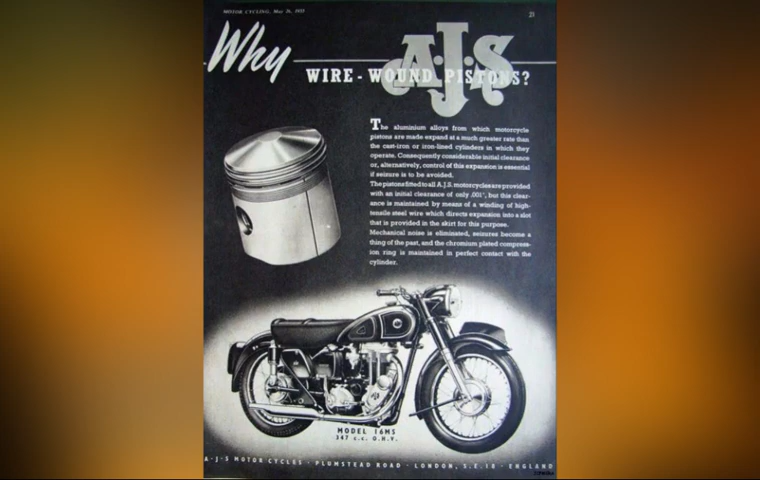 MOTOR CYCLING, May 26, 1955
21
Why
A.J.S
WIRE-WOUND PISTONS?
The aluminium alloys from which motorcycle
pistons are made expand at a much greater rate than
the cast-iron or iron-lined cylinders in which they
operate. Consequently considerable initial clearance
or, alternatively, control of this expansion is essential
if seizure is to be avoided.
The pistons fitted to all A.J.S. motorcycles are provided
with an initial clearance of only .001", but this clear-
ance is maintained by means of a winding of high-
tensile steel wire which directs expansion into a slot
that is provided in the skirt for this purpose.
Mechanical noise is eliminated, seizures become a
thing of the past, and the chromium plated compress-
ion ring is maintained in perfect contact with the
cylinder.
MODEL 16MS
347 c.c. O.H.V.
A·J·S MOTOR CYCLES · PLUMSTEAD ROAD · LONDON, S.E.18 · ENGLAND